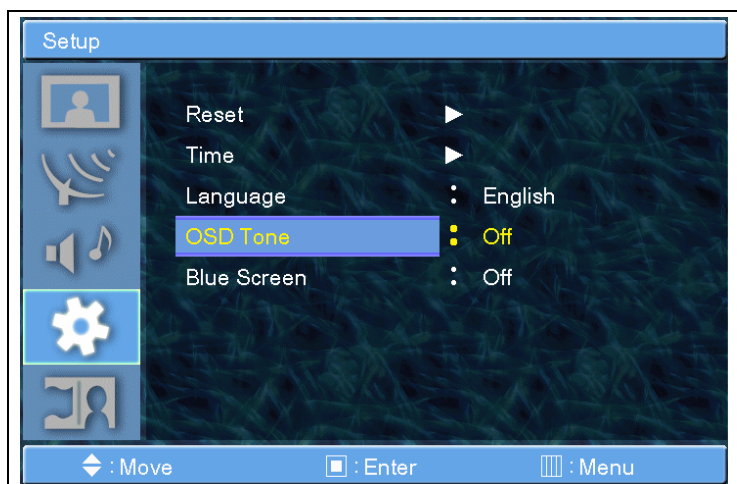 Setup
Reset
Time
Language : English
OSD Tone : Off
Blue Screen : Off
: Move : Enter : Menu